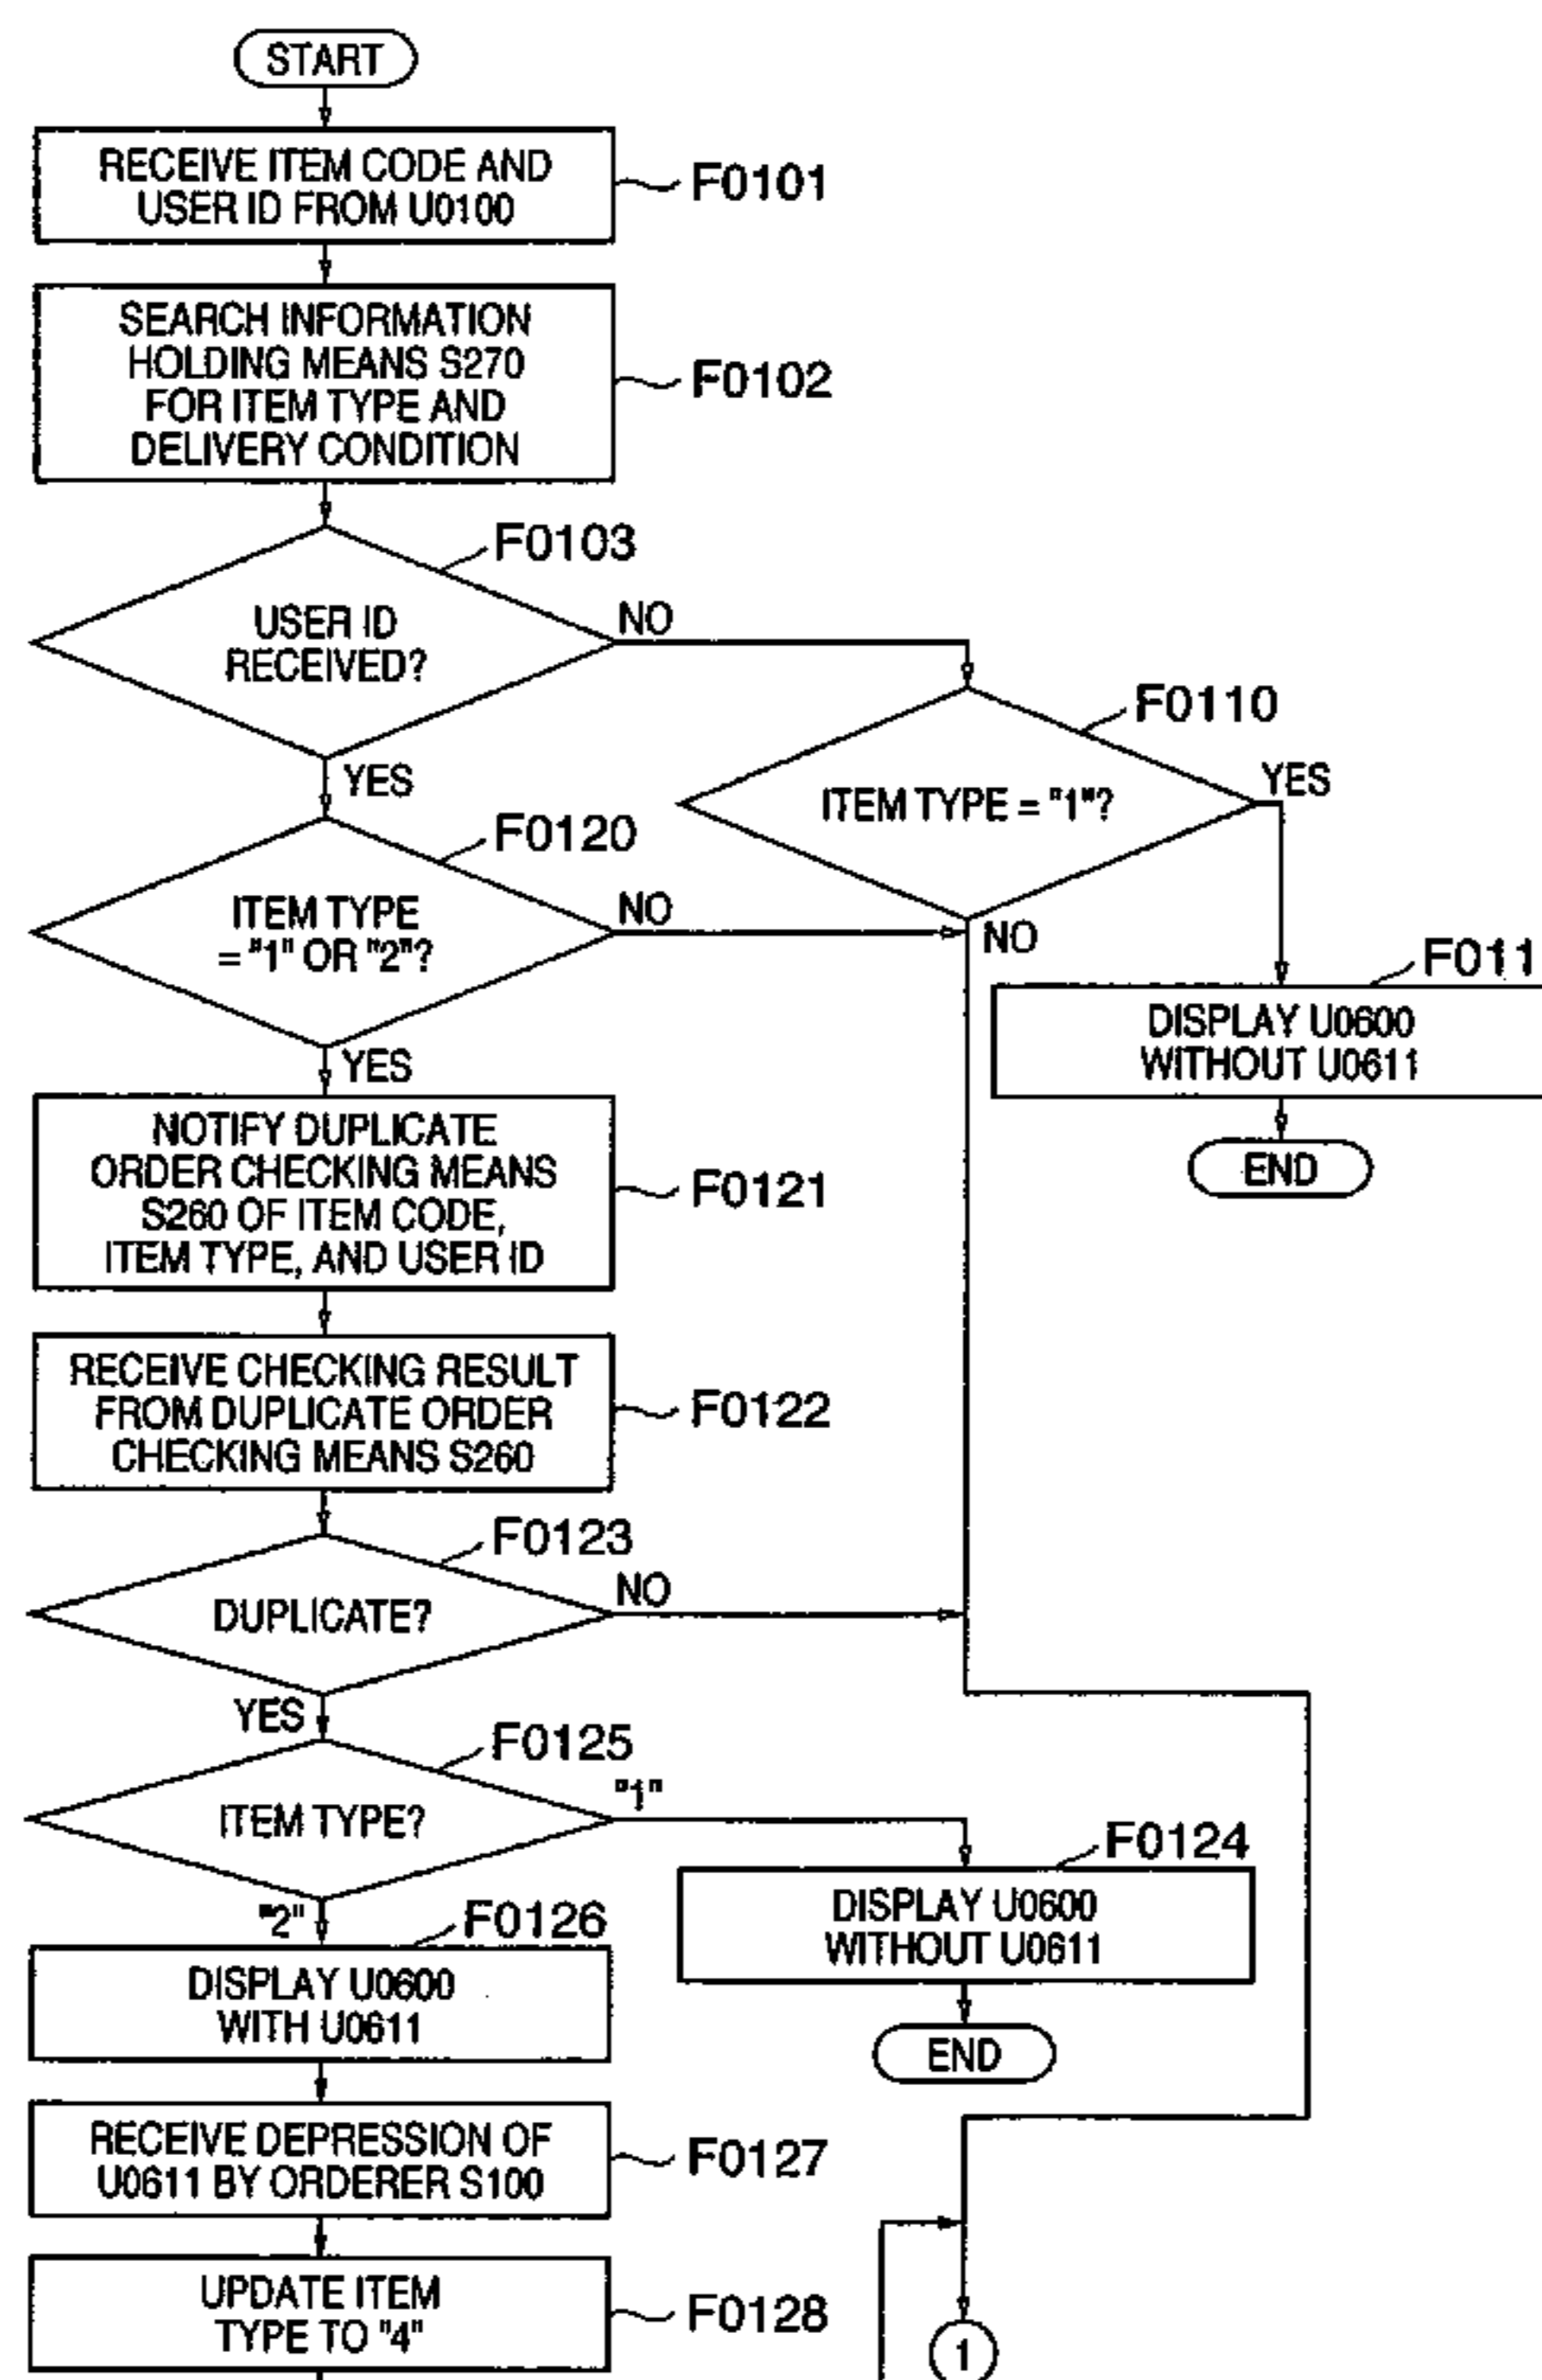 START
RECEIVE ITEM CODE AND
USER ID FROM U0100
F0101
SEARCH INFORMATION
HOLDING MEANS S270
FOR ITEM TYPE AND
DELIVERY CONDITION
F0102
F0103
USER ID
RECEIVED?
NO
YES
F0110
ITEM TYPE = "1"?
YES
NO
F0120
ITEM TYPE
= "1" OR "2"?
NO
YES
F011
DISPLAY U0600
WITHOUT U0611
END
NOTIFY DUPLICATE
ORDER CHECKING MEANS
S260 OF ITEM CODE,
ITEM TYPE, AND USER ID
F0121
RECEIVE CHECKING RESULT
FROM DUPLICATE ORDER
CHECKING MEANS S260
F0122
F0123
DUPLICATE?
NO
YES
F0125
ITEM TYPE?
"1"
"2"
F0124
DISPLAY U0600
WITHOUT U0611
END
F0126
DISPLAY U0600
WITH U0611
RECEIVE DEPRESSION OF
U0611 BY ORDERER S100
F0127
UPDATE ITEM
TYPE TO "4"
F0128
1